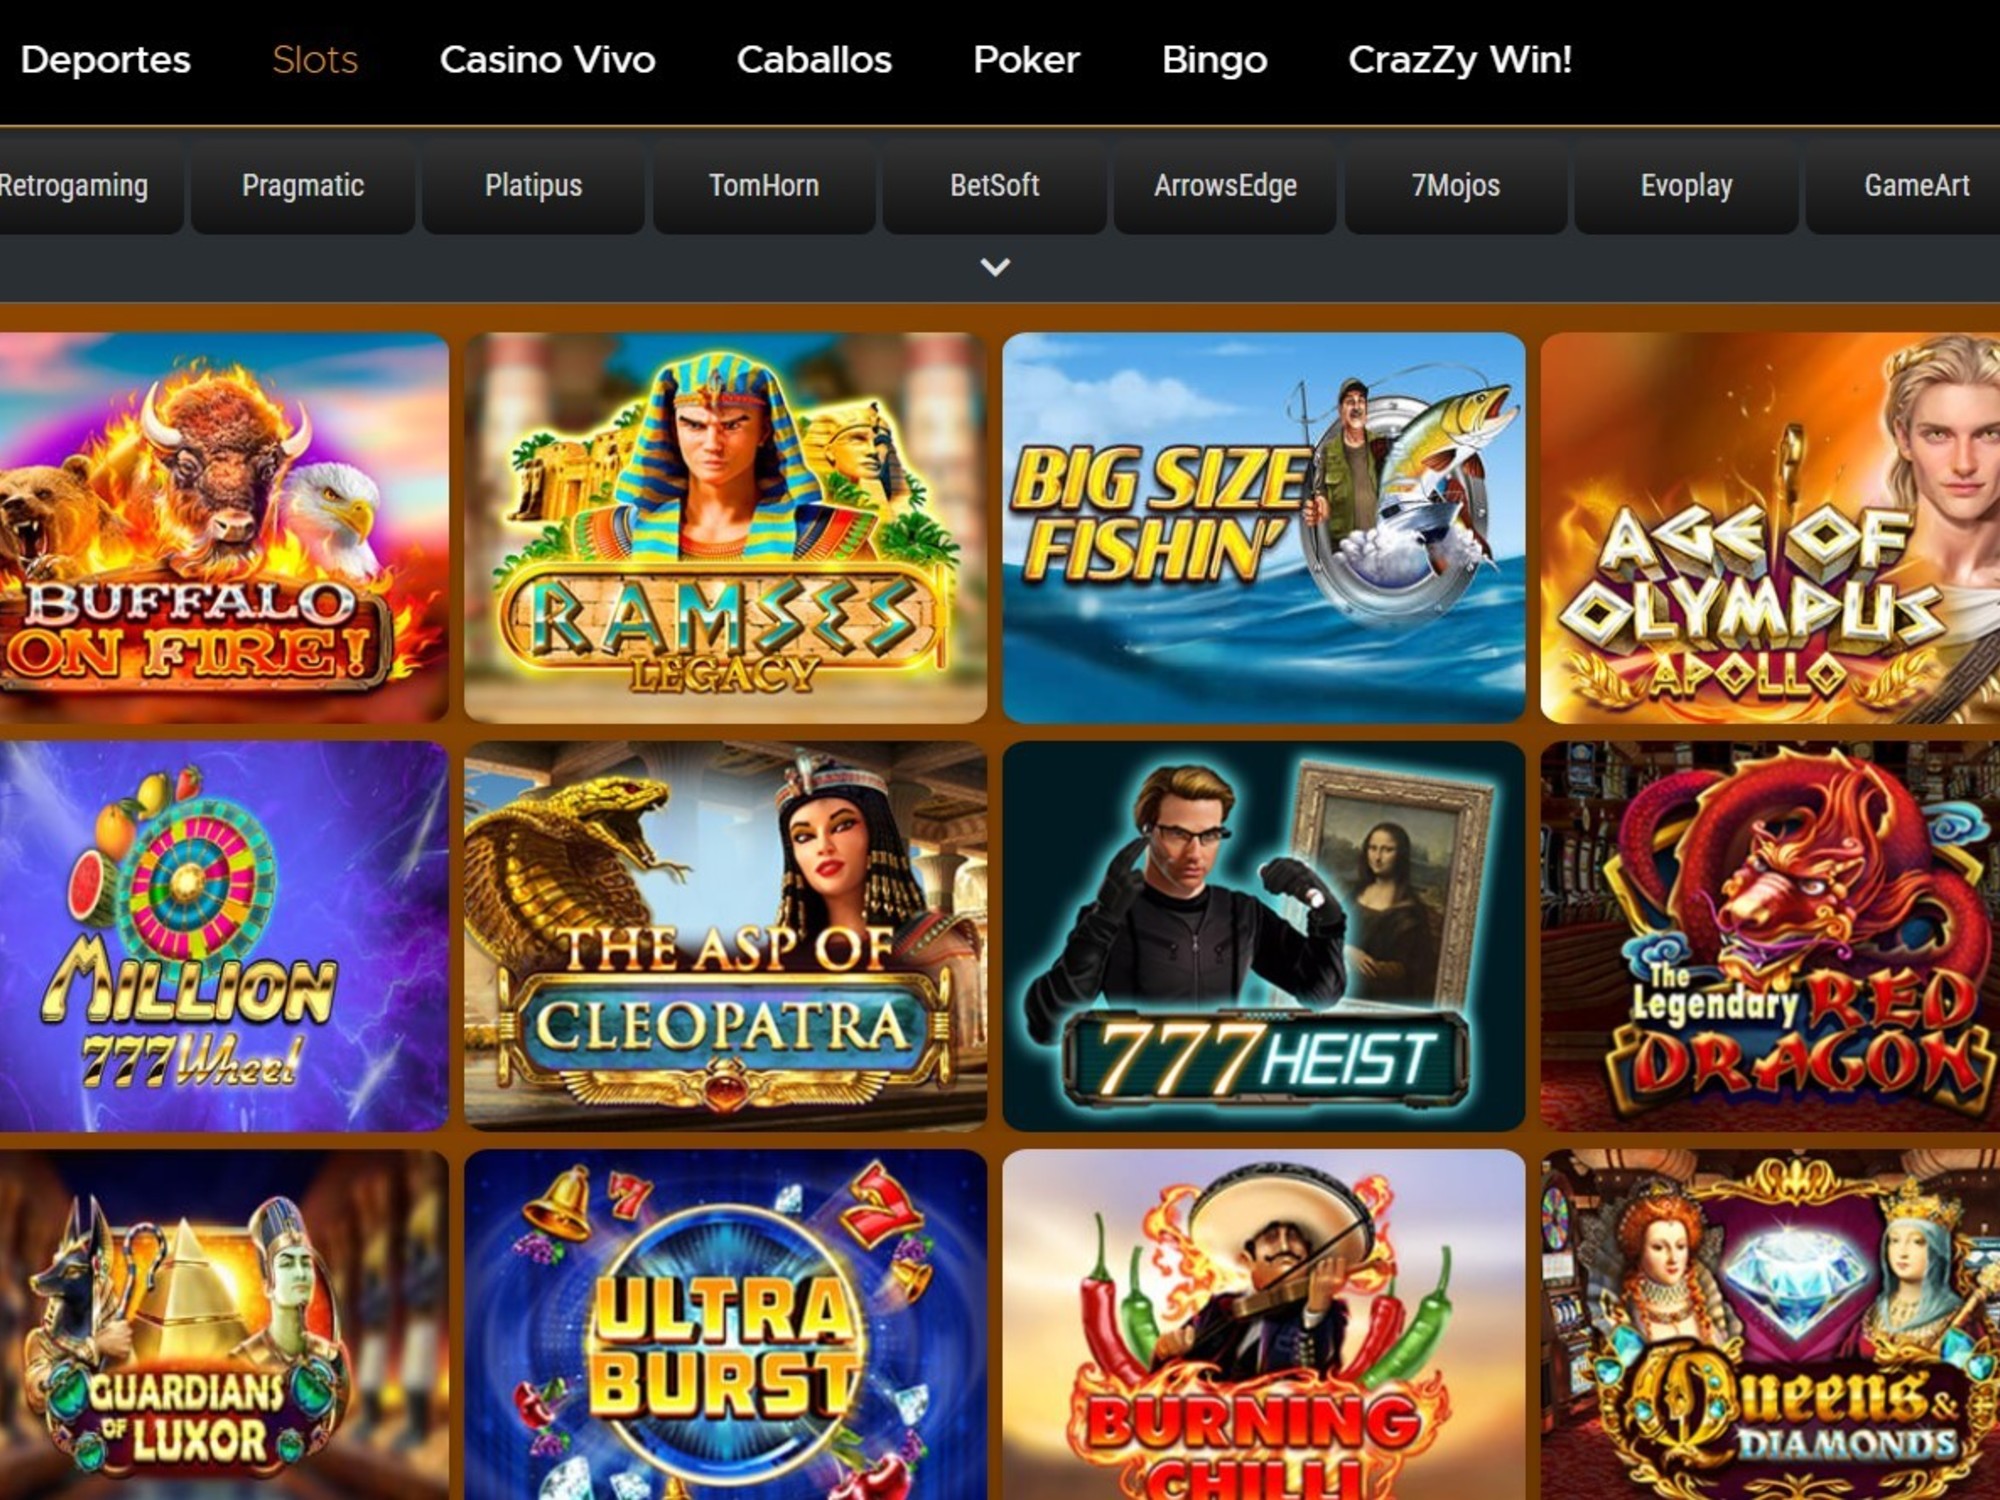 Deportes Slots Casino Vivo Caballos Poker Bingo CrazZy Win!
Retrogaming Pragmatic Platipus TomHorn BetSoft ArrowsEdge 7Mojos Evoplay GameArt
BUFFALO
ON FIRE!
RAMSES
LEGACY
BIG SIZE
FISHIN'
AGE OF
OLYMPUS
APOLLO
MILLION
777 Wheel
THE ASP OF
CLEOPATRA
777 HEIST
The
Legendary RED
DRAGON
GUARDIANS
OF LUXOR
7
7
ULTRA
BURST
BURNING
CHILLI
QUEENS &
DIAMONDS